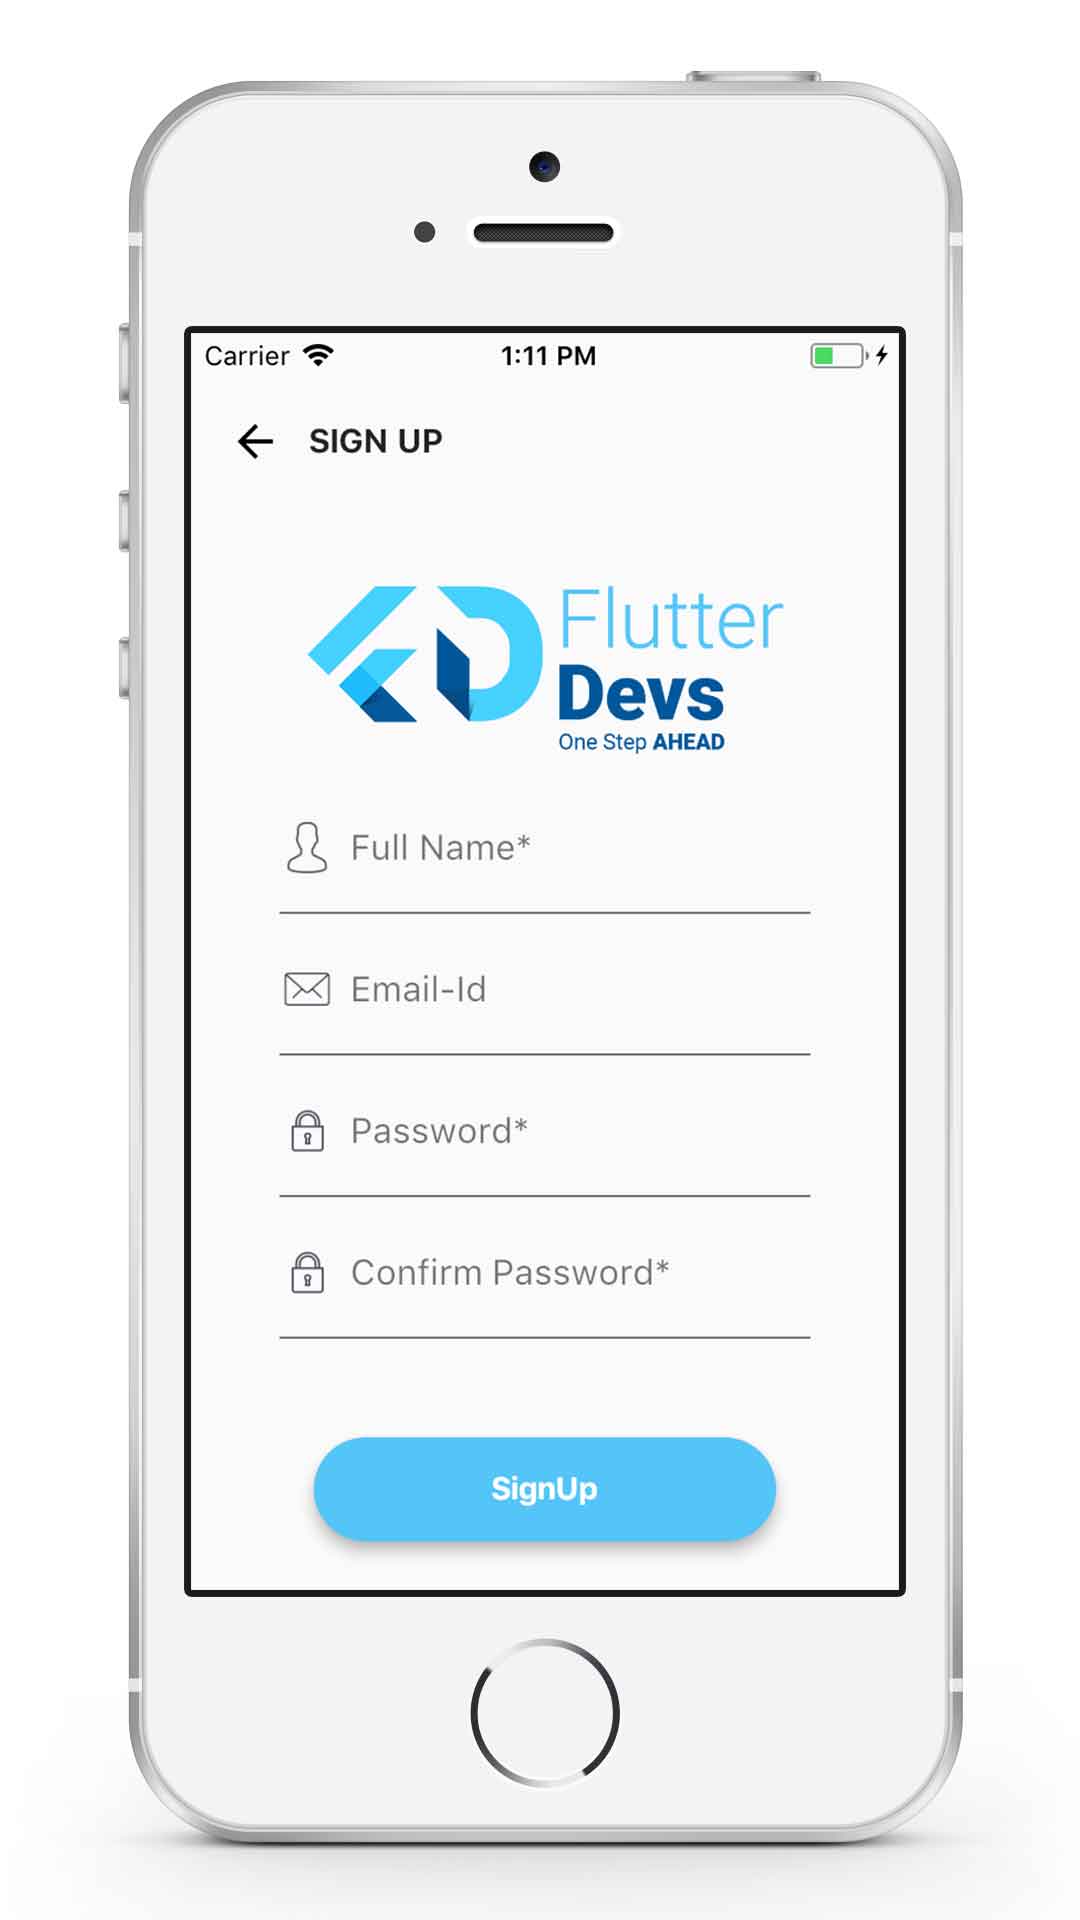 Carrier 1:11 PM
SIGN UP
Flutter
Devs
One Step AHEAD
Full Name*
Email-Id
Password*
Confirm Password*
SignUp